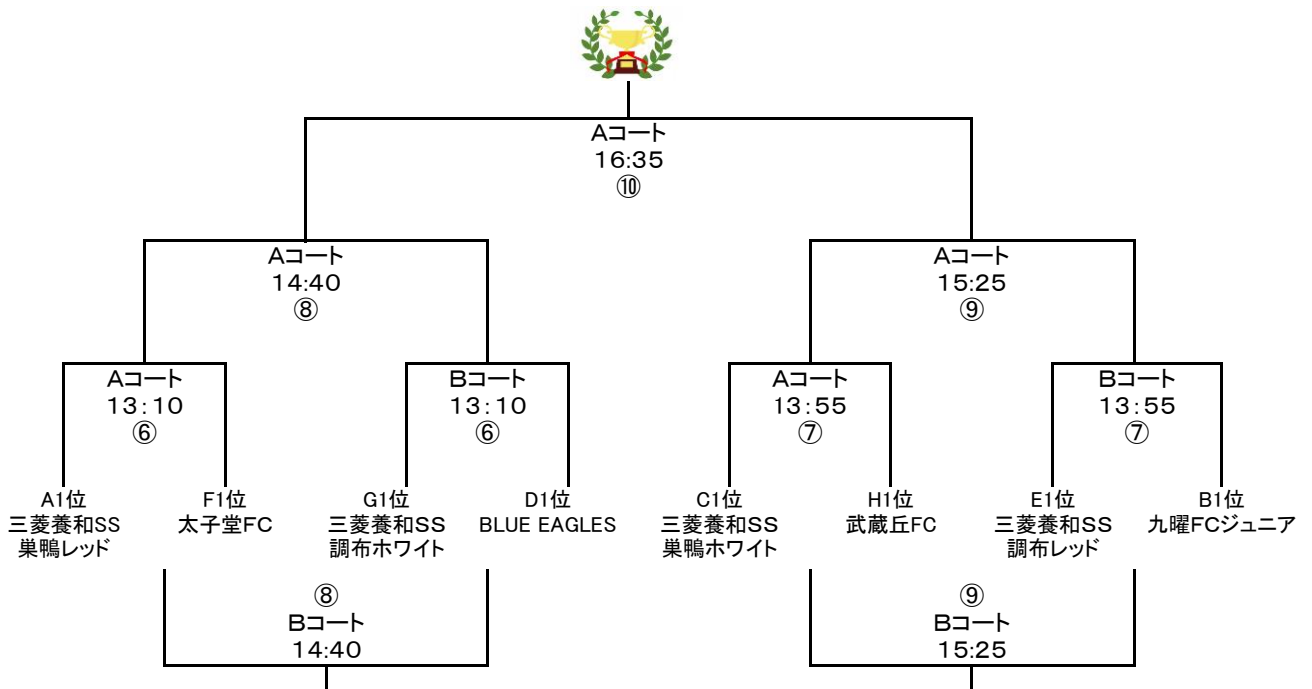 Aコート
16:35
⑩
Aコート
14:40
⑧
Aコート
15:25
⑨
Aコート
13:10
⑥
Bコート
13:10
⑥
Aコート
13:55
⑦
Bコート
13:55
⑦
A1位
三菱養和SS
巣鴨レッド
F1位
太子堂FC
G1位
三菱養和SS
調布ホワイト
D1位
BLUE EAGLES
C1位
三菱養和SS
巣鴨ホワイト
H1位
武蔵丘FC
E1位
三菱養和SS
調布レッド
B1位
九曜FCジュニア
⑧
Bコート
14:40
⑨
Bコート
15:25